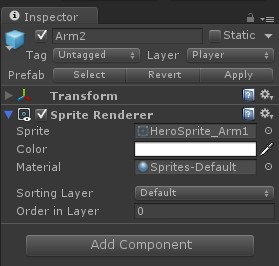 Inspector
Arm2
Static
Tag Untagged Layer Player
Prefab Select Revert Apply
Transform
Sprite Renderer
Sprite HeroSprite_Arm1
Color
Material Sprites-Default
Sorting Layer Default
Order in Layer 0
Add Component